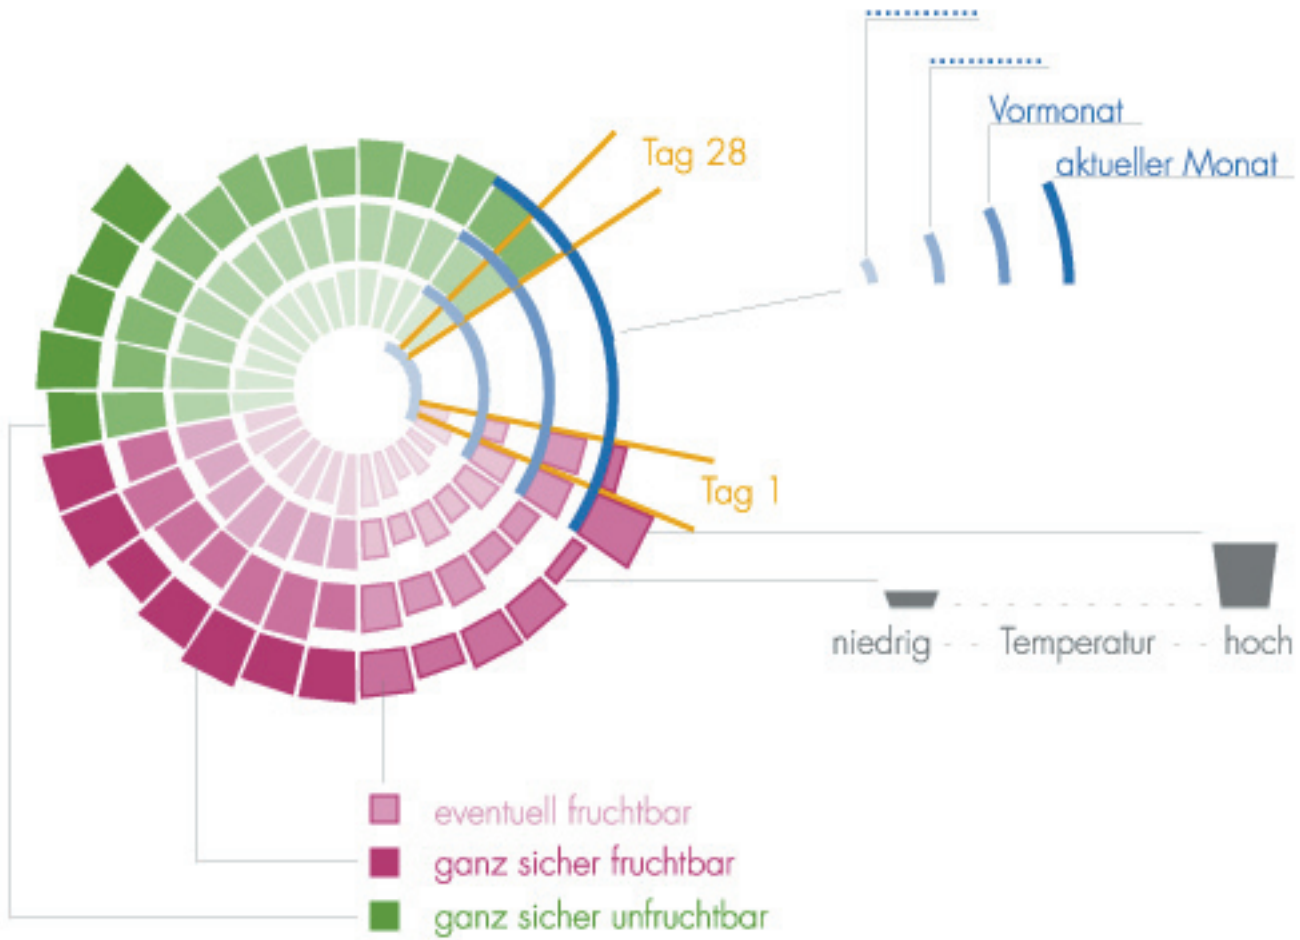 Vormonat
aktueller Monat
Tag 28
Tag 1
niedrig - - Temperatur - - hoch
eventuell fruchtbar
ganz sicher fruchtbar
ganz sicher unfruchtbar